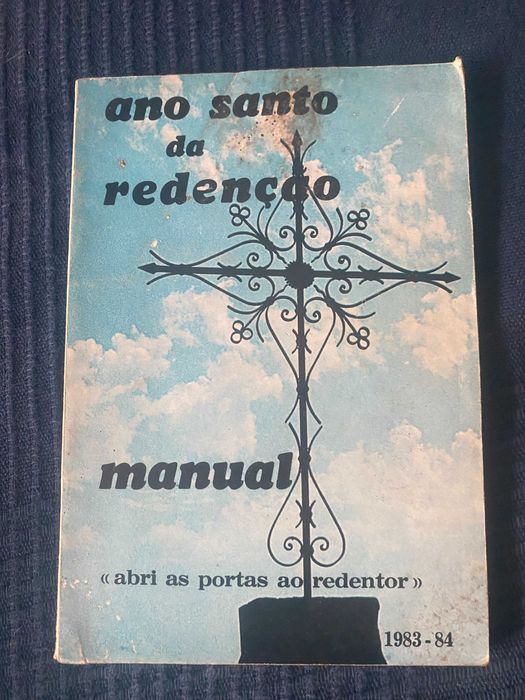 ano santo
da
redenção
manual
«abri as portas ao redentor»
1983-84